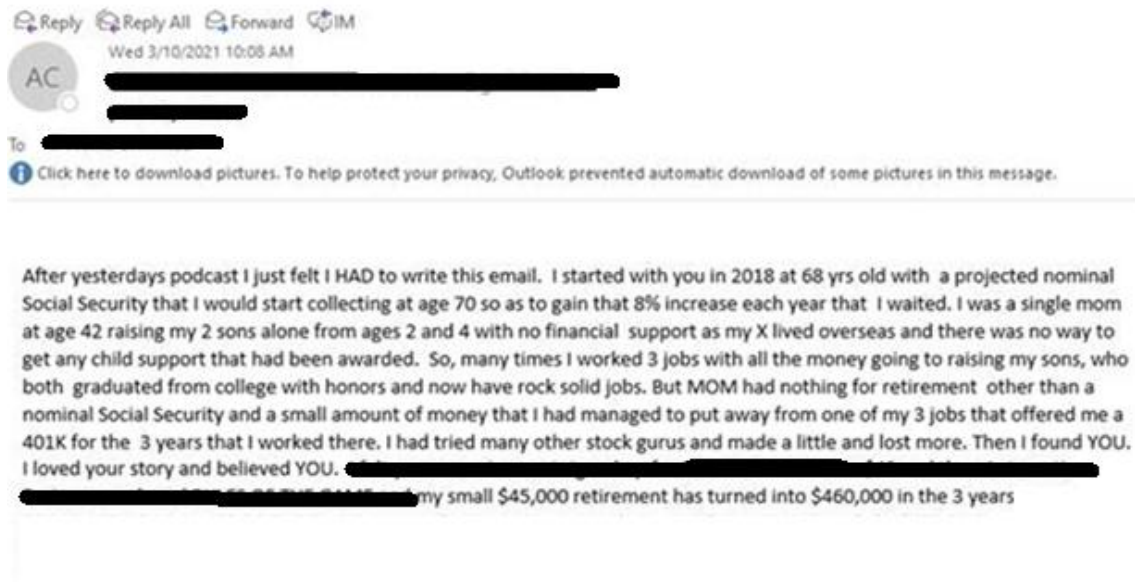 Reply Reply All Forward IM
Wed 3/10/2021 10:08 AM
AC
To
Click here to download pictures. To help protect your privacy, Outlook prevented automatic download of some pictures in this message.
After yesterdays podcast I just felt I HAD to write this email.  I started with you in 2018 at 68 yrs old with  a projected nominal
Social Security that I would start collecting at age 70 so as to gain that 8% increase each year that  I waited. I was a single mom
at age 42 raising my 2 sons alone from ages 2 and 4 with no financial  support as my X lived overseas and there was no way to
get any child support that had been awarded.  So, many times I worked 3 jobs with all the money going to raising my sons, who
both  graduated from college with honors and now have rock solid jobs. But MOM had nothing for retirement  other than a
nominal Social Security and a small amount of money that I had managed to put away from one of my 3 jobs that offered me a
401K for the  3 years that I worked there. I had tried many other stock gurus and made a little and lost more. Then I found YOU.
I loved your story and believed YOU.
my small $45,000 retirement has turned into $460,000 in the 3 years